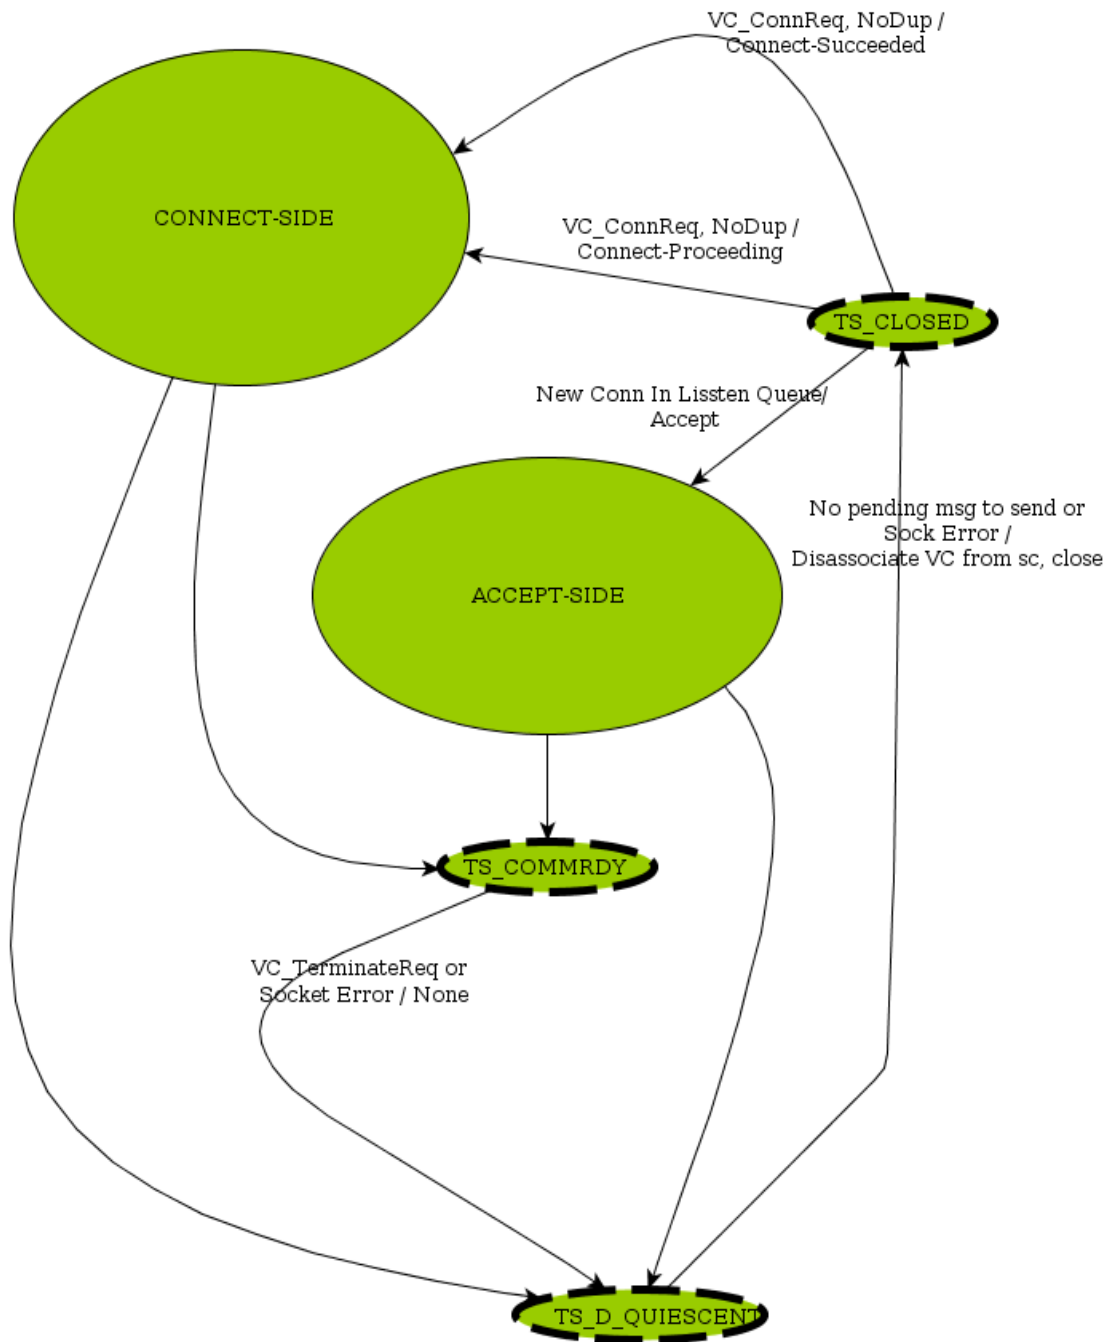 VC_ConnReq, NoDup /
Connect-Succeeded
CONNECT-SIDE
VC_ConnReq, NoDup /
Connect-Proceeding
TS_CLOSED
New Conn In Lissten Queue/
Accept
No pending msg to send or
Sock Error /
Disassociate VC from sc, close
ACCEPT-SIDE
TS_COMMRDY
VC_TerminateReq or
Socket Error / None
TS_D_QUIESCENT